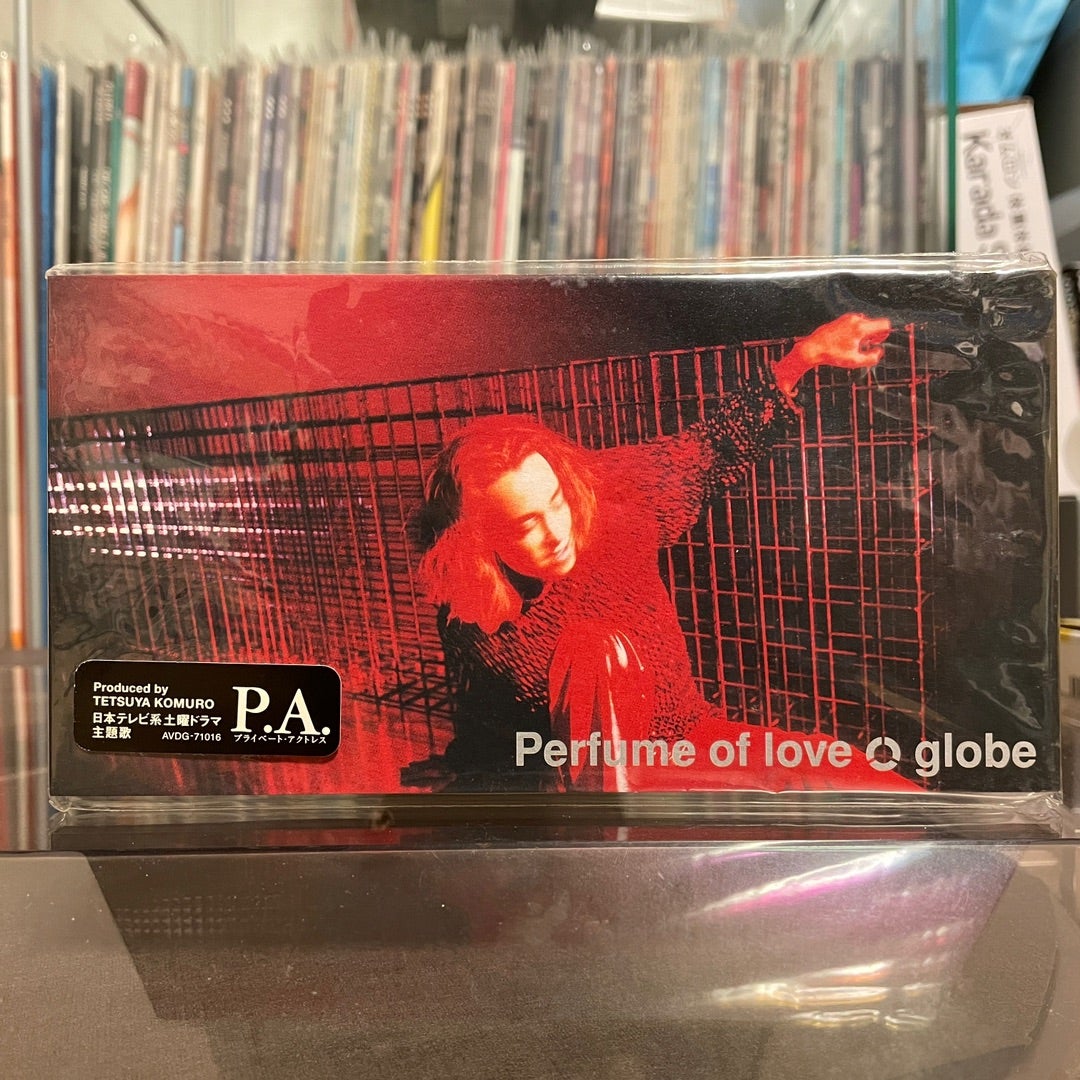 Karada
Produced by
TETSUYA KOMURO
日本テレビ系土曜ドラマ
主題歌 AVDG-71016
P.A.
プライベート・アクトレス
Perfume of love globe